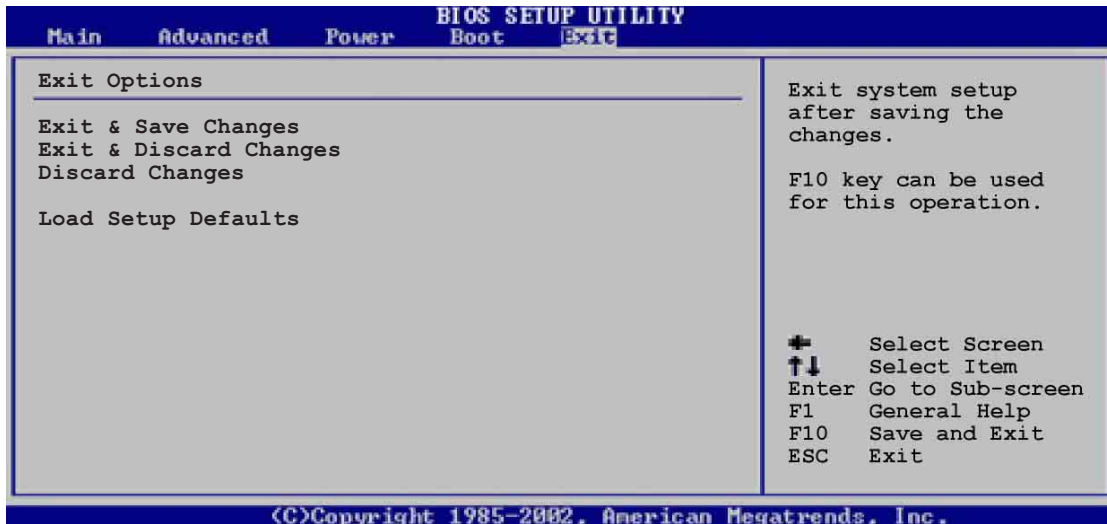 BIOS SETUP UTILITY
Main Advanced Power Boot Exit
Exit Options
Exit & Save Changes
Exit & Discard Changes
Discard Changes
Load Setup Defaults
Exit system setup
after saving the
changes.
F10 key can be used
for this operation.
← Select Screen
↑↓ Select Item
Enter Go to Sub-screen
F1 General Help
F10 Save and Exit
ESC Exit
(C)Copyright 1985-2002, American Megatrends, Inc.